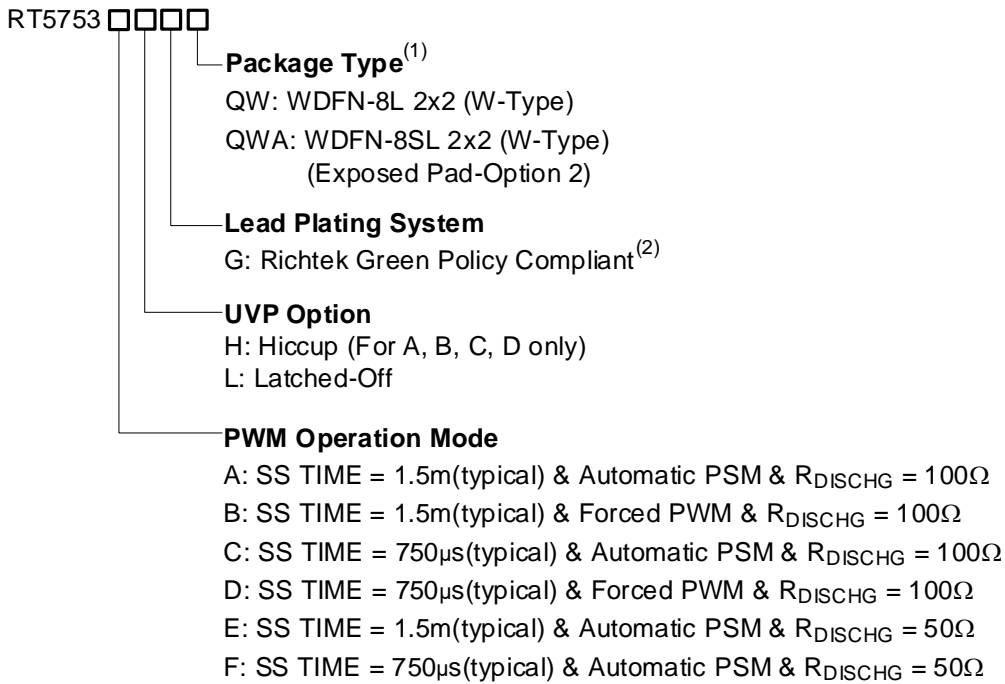 RT5753□□□□
Package Type(1)
QW: WDFN-8L 2x2 (W-Type)
QWA: WDFN-8SL 2x2 (W-Type)
(Exposed Pad-Option 2)
Lead Plating System
G: Richtek Green Policy Compliant(2)
UVP Option
H: Hiccup (For A, B, C, D only)
L: Latched-Off
PWM Operation Mode
A: SS TIME = 1.5m(typical) & Automatic PSM & RDISCHG = 100Ω
B: SS TIME = 1.5m(typical) & Forced PWM & RDISCHG = 100Ω
C: SS TIME = 750µs(typical) & Automatic PSM & RDISCHG = 100Ω
D: SS TIME = 750µs(typical) & Forced PWM & RDISCHG = 100Ω
E: SS TIME = 1.5m(typical) & Automatic PSM & RDISCHG = 50Ω
F: SS TIME = 750µs(typical) & Automatic PSM & RDISCHG = 50Ω